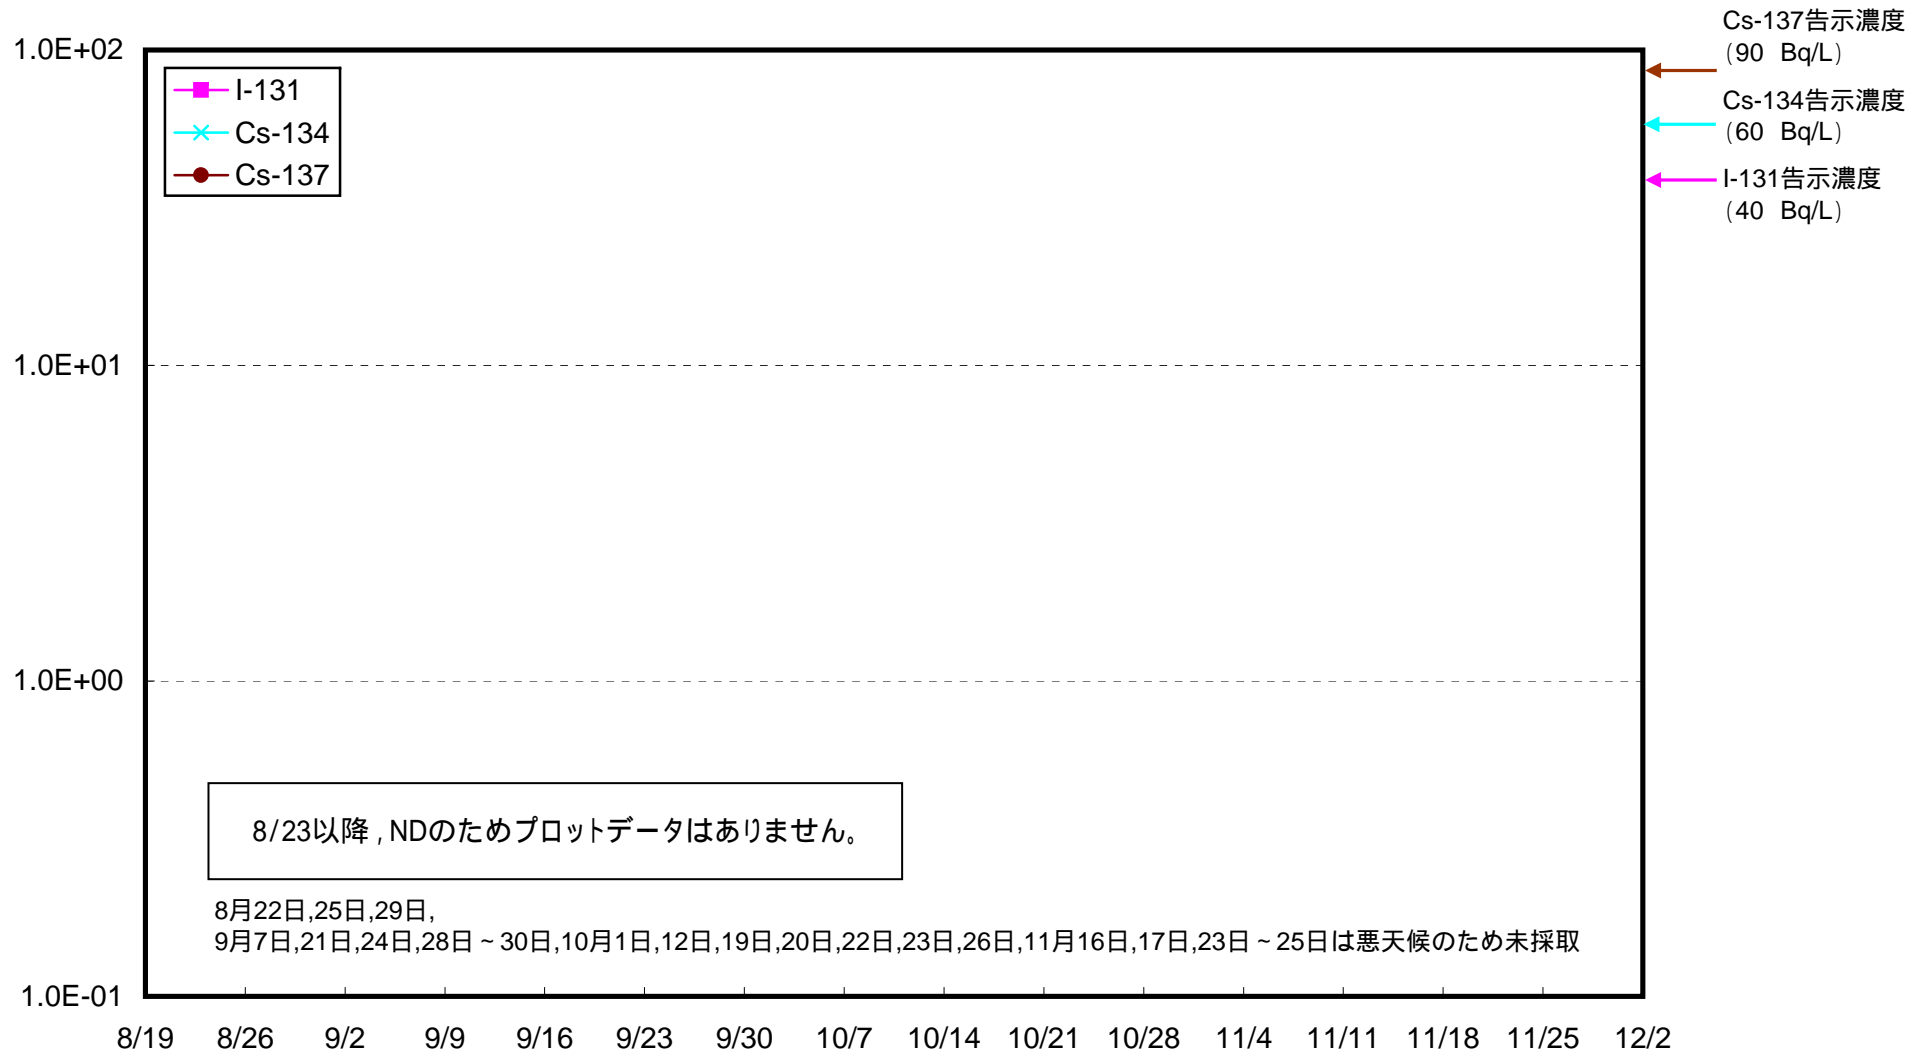 Cs-137告示濃度
(90 Bq/L)
1.0E+02
I-131
Cs-134
Cs-137
Cs-134告示濃度
(60 Bq/L)
I-131告示濃度
(40 Bq/L)
1.0E+01
1.0E+00
8/23以降,NDのためプロットデータはありません。
8月22日,25日,29日,
9月7日,21日,24日,28日~30日,10月1日,12日,19日,20日,22日,23日,26日,11月16日,17日,23日~25日は悪天候のため未採取
1.0E-01
8/19 8/26 9/2 9/9 9/16 9/23 9/30 10/7 10/14 10/21 10/28 11/4 11/11 11/18 11/25 12/2